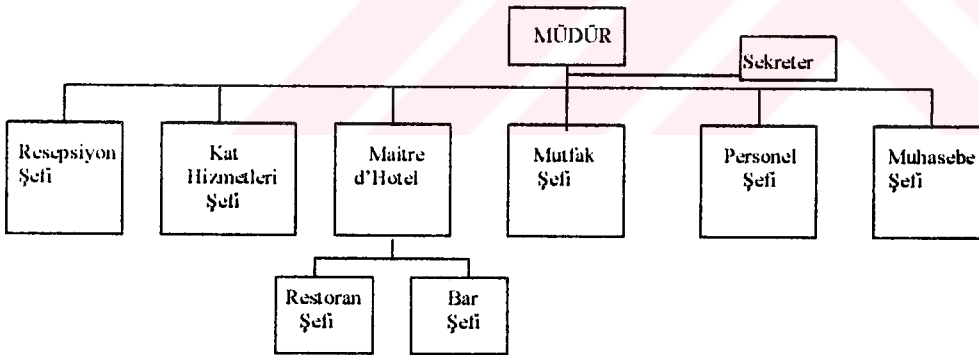 MÜDÜR
Sekreter
Resepsiyon
Şefi
Kat
Hizmetleri
Şefi
Maitre
d'Hotel
Mutfak
Şefi
Personel
Şefi
Muhasebe
Şefi
Restoran
Şefi
Bar
Şefi